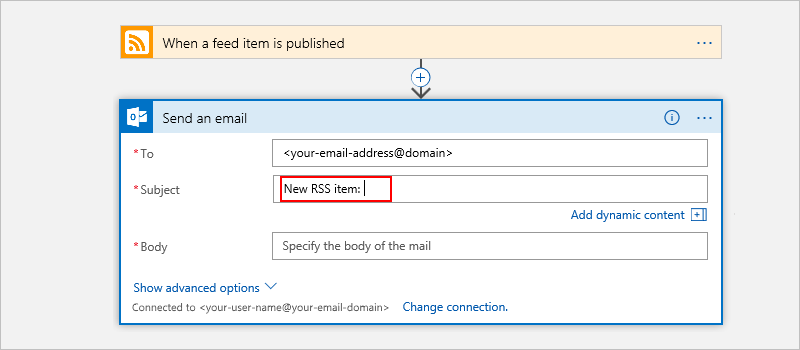 When a feed item is published
Send an email
* To
<your-email-address@domain>
* Subject
New RSS item:
Add dynamic content
* Body
Specify the body of the mail
Show advanced options
Connected to <your-user-name@your-email-domain> Change connection.